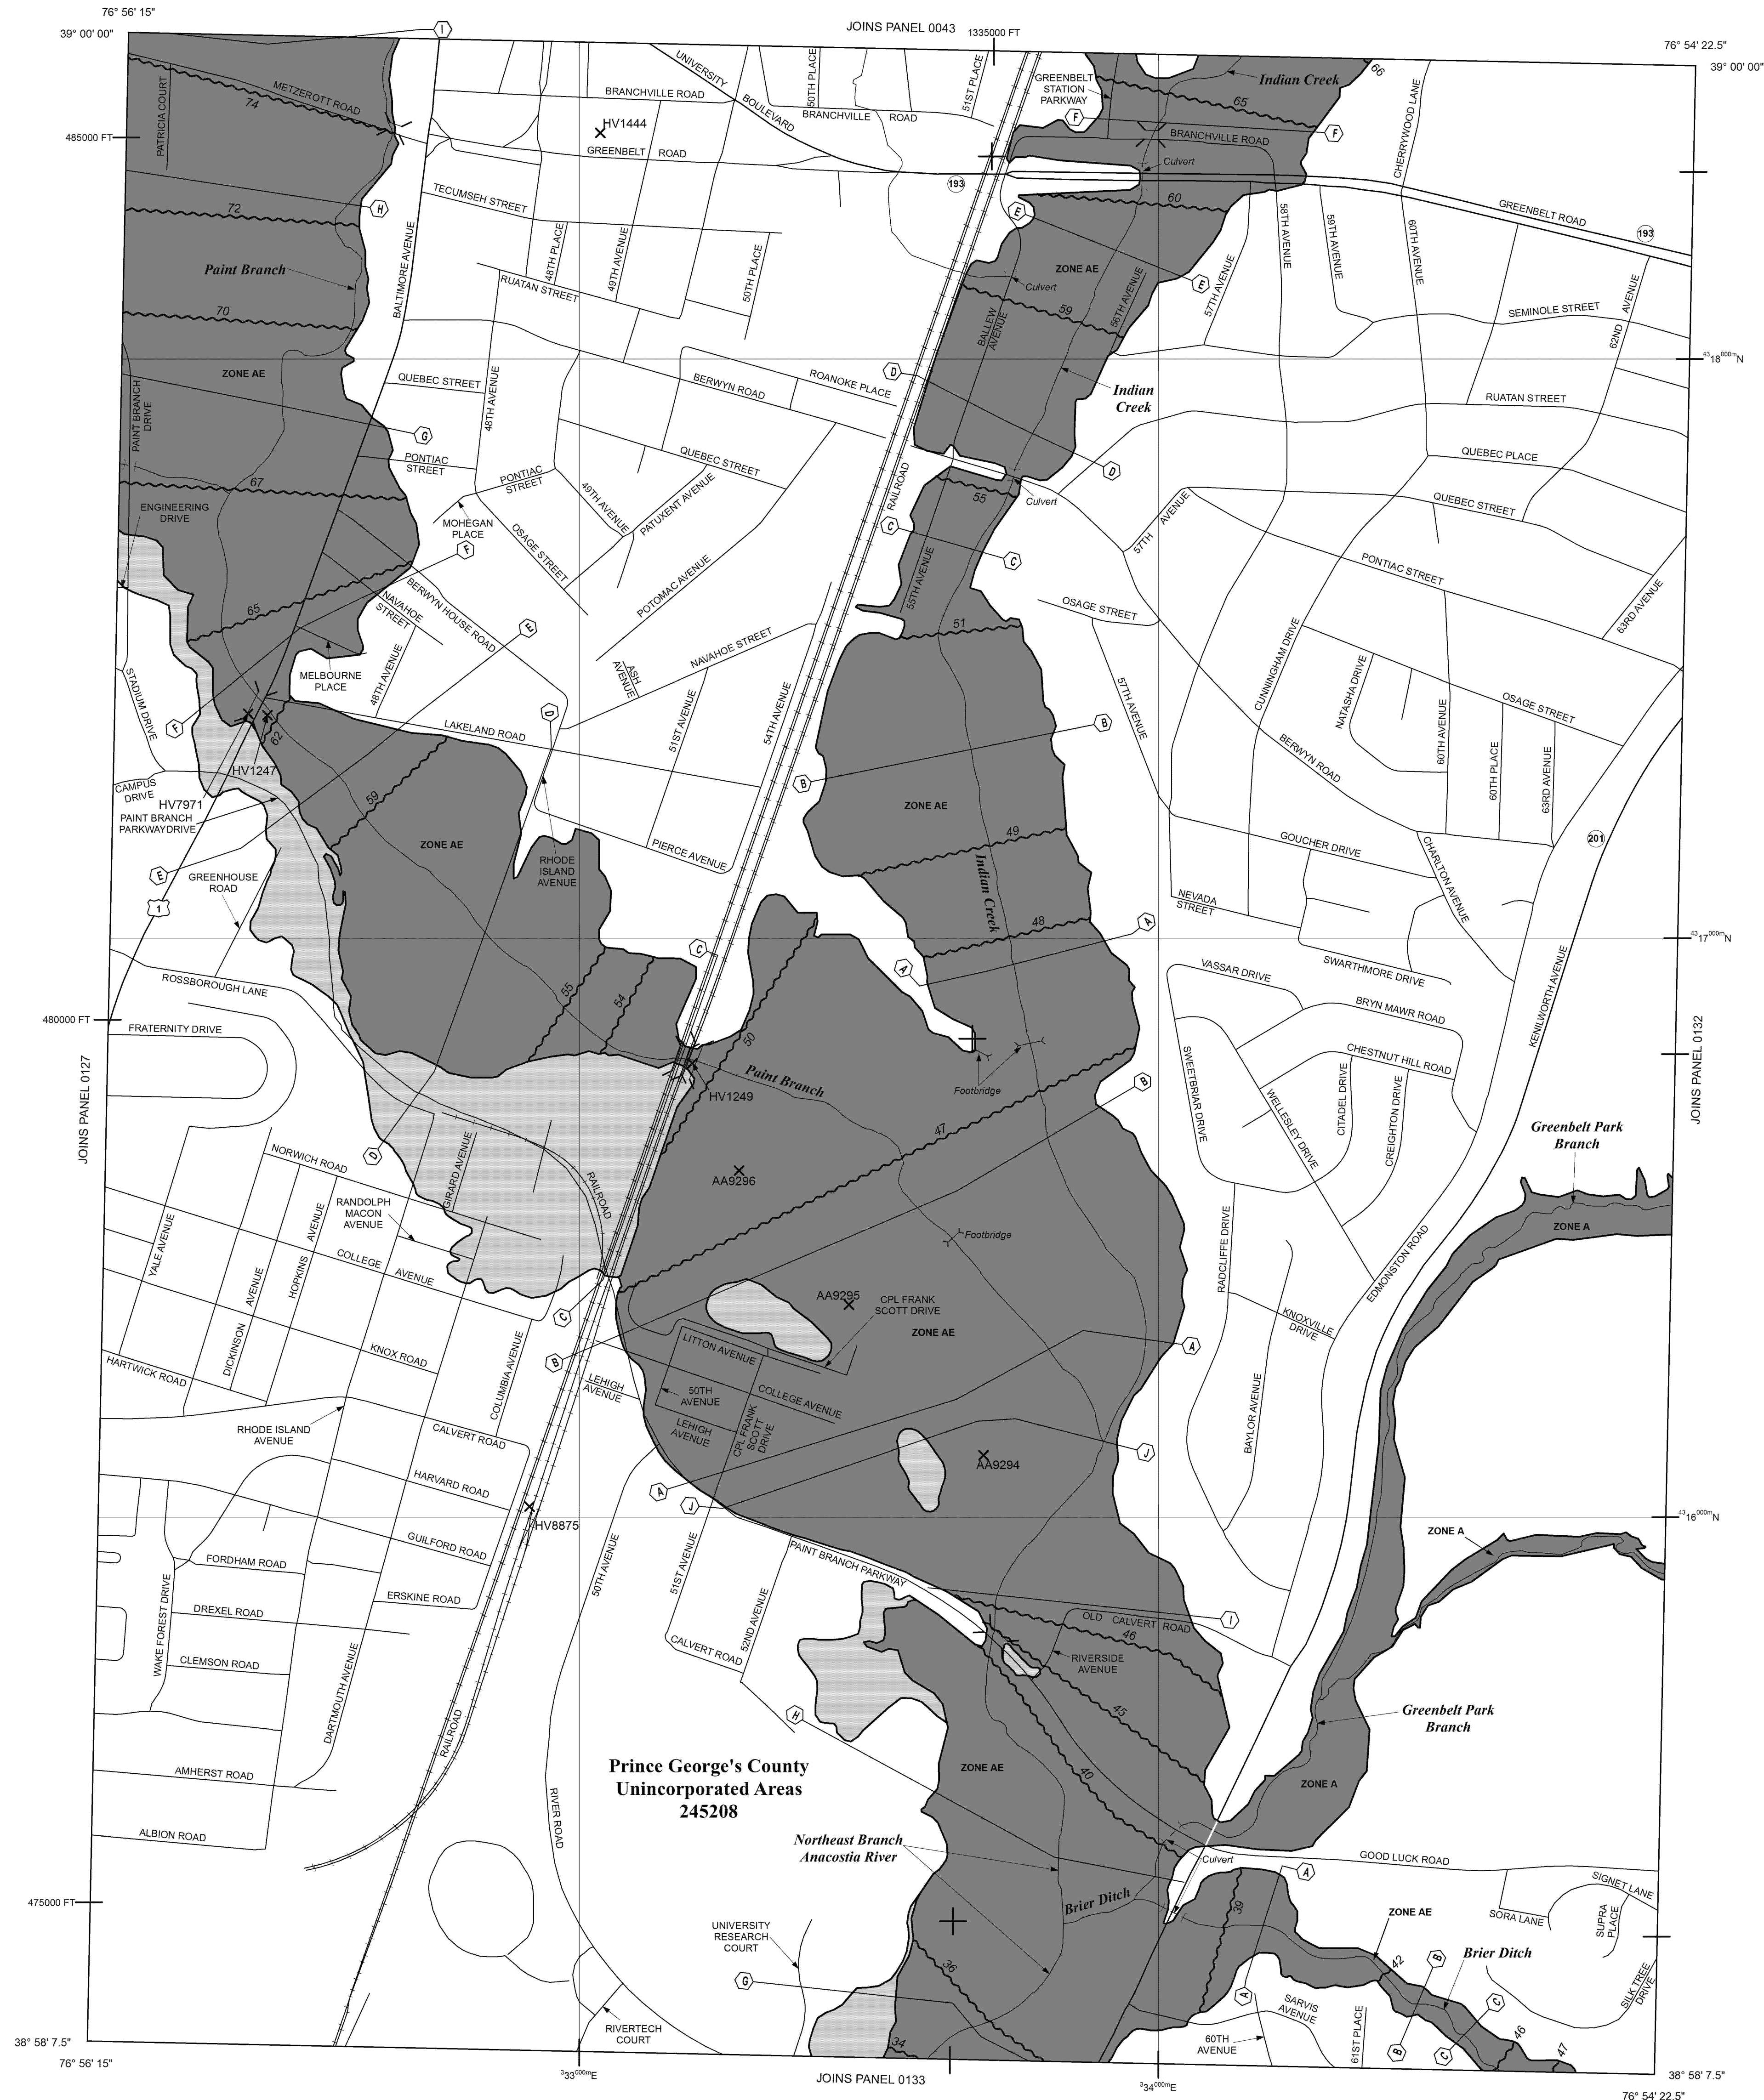 76° 56' 15"
JOINS PANEL 0043
1335000 FT
76° 54' 22.5"
39° 00' 00"
39° 00' 00"
I
66
UNIVERSITY
BOULEVARD
50TH PLACE
51ST PLACE
GREENBELT
STATION
PARKWAY
Indian Creek
65
PATRICIA COURT
METZEROTT ROAD
74
BRANCHVILLE ROAD
BRANCHVILLE ROAD
F
F
BRANCHVILLE ROAD
CHERRYWOOD LANE
HV1444
485000 FT
GREENBELT ROAD
Culvert
193
TECUMSEH STREET
60
GREENBELT ROAD
193
72
H
E
Paint Branch
BALTIMORE AVENUE
48TH PLACE
49TH AVENUE
50TH PLACE
RUATAN STREET
ZONE AE
Culvert
E
56TH AVENUE
57TH AVENUE
58TH AVENUE
59TH AVENUE
60TH AVENUE
62ND AVENUE
SEMINOLE STREET
70
59
BALLEW
AVENUE
43 18000m N
ZONE AE
QUEBEC STREET
48TH AVENUE
BERWYN ROAD
ROANOKE PLACE
D
Indian
Creek
RUATAN STREET
PAINT BRANCH
DRIVE
G
PONTIAC
STREET
QUEBEC STREET
D
QUEBEC PLACE
67
PONTIAC
STREET
49TH AVENUE
PATUXENT AVENUE
RAILROAD
55
Culvert
57TH AVENUE
QUEBEC STREET
ENGINEERING
DRIVE
MOHEGAN
PLACE
F
OSAGE STREET
C
C
PONTIAC STREET
65
NAVAHOE
STREET
BERWYN HOUSE ROAD
POTOMAC AVENUE
55TH AVENUE
OSAGE STREET
63RD AVENUE
E
51
NAVAHOE STREET
CUNNINGHAM DRIVE
MELBOURNE
PLACE
48TH AVENUE
ASH
AVENUE
STADIUM DRIVE
51ST AVENUE
54TH AVENUE
57TH AVENUE
NATASHA DRIVE
OSAGE STREET
F
62
LAKELAND ROAD
D
B
60TH AVENUE
60TH PLACE
63RD AVENUE
BERWYN ROAD
HV1247
CAMPUS
DRIVE
HV7971
PAINT BRANCH
PARKWAYDRIVE
59
B
ZONE AE
201
ZONE AE
49
GOUCHER DRIVE
PIERCE AVENUE
RHODE
ISLAND
AVENUE
E
GREENHOUSE
ROAD
Indian Creek
CHARLTON AVENUE
1
NEVADA
STREET
48
A
C
A
43 17000m N
ROSSBOROUGH LANE
55
54
VASSAR DRIVE
SWARTHMORE DRIVE
KENILWORTH AVENUE
BRYN MAWR ROAD
480000 FT
FRATERNITY DRIVE
50
JOINS PANEL 0127
JOINS PANEL 0132
SWEETBRIAR DRIVE
CHESTNUT HILL ROAD
Paint Branch
HV1249
Footbridge
B
WELLESLEY DRIVE
CITADEL DRIVE
CREIGHTON DRIVE
47
Greenbelt Park
Branch
D
NORWICH ROAD
GIRARD AVENUE
RAILROAD
AA9296
RANDOLPH
MACON
AVENUE
Footbridge
ZONE A
YALE AVENUE
DICKINSON AVENUE
HOPKINS AVENUE
COLLEGE AVENUE
RADCLIFFE DRIVE
EDMONSTON ROAD
AA9295
CPL FRANK
SCOTT DRIVE
ZONE AE
C
KNOXVILLE
DRIVE
LITTON AVENUE
KNOX ROAD
B
A
HARTWICK ROAD
COLUMBIA AVENUE
LEHIGH
AVENUE
50TH
AVENUE
COLLEGE AVENUE
LEHIGH
AVENUE
CPL FRANK
SCOTT
DRIVE
BAYLOR AVENUE
RHODE ISLAND
AVENUE
CALVERT ROAD
J
AA9294
HARVARD ROAD
A
J
HV8875
43 16000m N
ZONE A
GUILFORD ROAD
FORDHAM ROAD
PAINT BRANCH PARKWAY
50TH AVENUE
51ST AVENUE
52ND AVENUE
ERSKINE ROAD
WAKE FOREST DRIVE
DREXEL ROAD
I
OLD CALVERT ROAD
46
CALVERT ROAD
CLEMSON ROAD
RIVERSIDE
AVENUE
DARTMOUTH AVENUE
45
H
Greenbelt Park
Branch
RAILROAD
Prince George's County
Unincorporated Areas
245208
ZONE AE
40
AMHERST ROAD
ZONE A
RIVER ROAD
ALBION ROAD
Northeast Branch
Anacostia River
Culvert
GOOD LUCK ROAD
A
SIGNET LANE
475000 FT
Brier Ditch
39
ZONE AE
SORA LANE
SUPRA
PLACE
UNIVERSITY
RESEARCH
COURT
Brier Ditch
36
42
B
G
A
C
SILK TREE
DRIVE
SARVIS
AVENUE
RIVERTECH
COURT
34
60TH
AVENUE
61ST PLACE
B
C
46
47
38° 58' 7.5"
76° 56' 15"
3 33000m E
JOINS PANEL 0133
3 34000m E
38° 58' 7.5"
76° 54' 22.5"